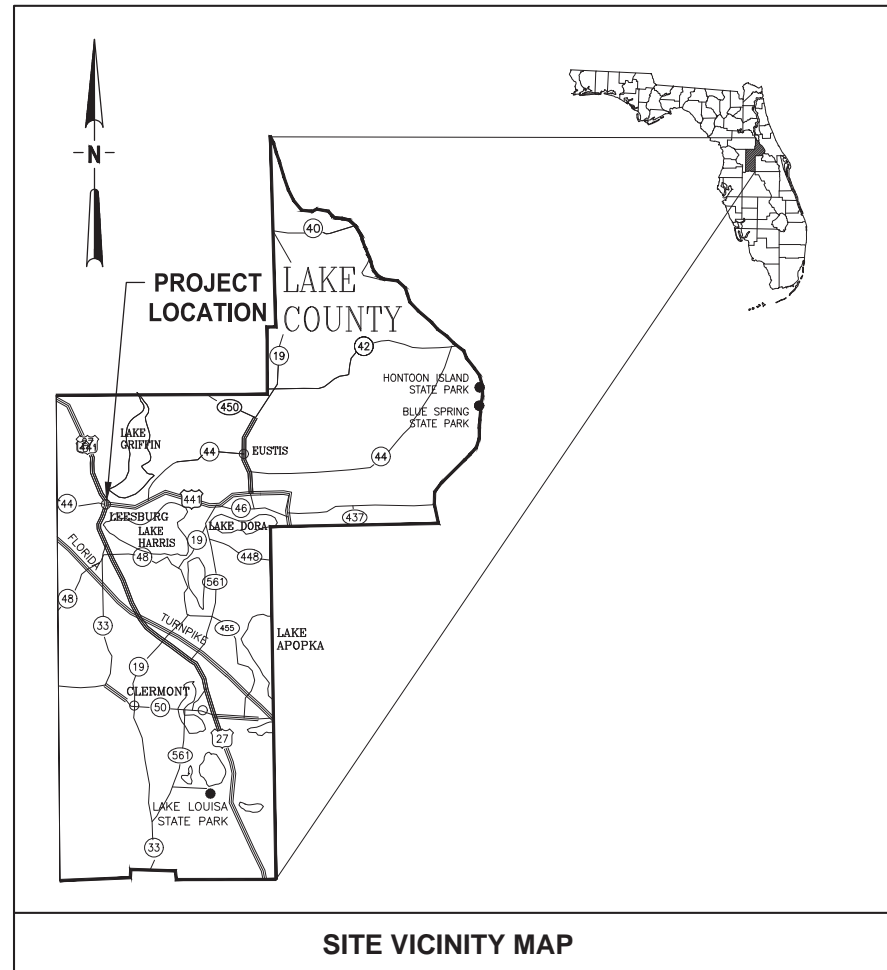 N
PROJECT
LOCATION
LAKE
COUNTY
40
42
19
HONTOON ISLAND
STATE PARK
BLUE SPRING
STATE PARK
450
LAKE
GRIFFIN
441
44
EUSTIS
44
44
441
46
437
LEESBURG
LAKE
HARRIS
LAKE DORA
19
48
448
FLORIDA
561
48
33
TURNPIKE
455
LAKE
APOPKA
19
CLERMONT
50
27
561
LAKE LOUISA
STATE PARK
33
SITE VICINITY MAP